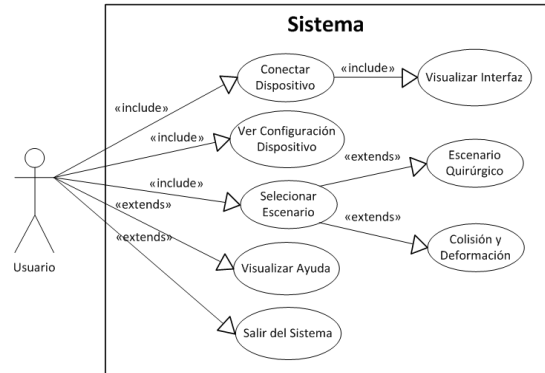 Sistema
Conectar
Dispositivo
«include»
Visualizar Interfaz
«include»
Ver Configuración
Dispositivo
«include»
«include»
Selecionar
Escenario
«extends»
Escenario
Quirúrgico
«extends»
Colisión y
Deformación
«extends»
«extends»
Usuario
Visualizar Ayuda
Salir del Sistema